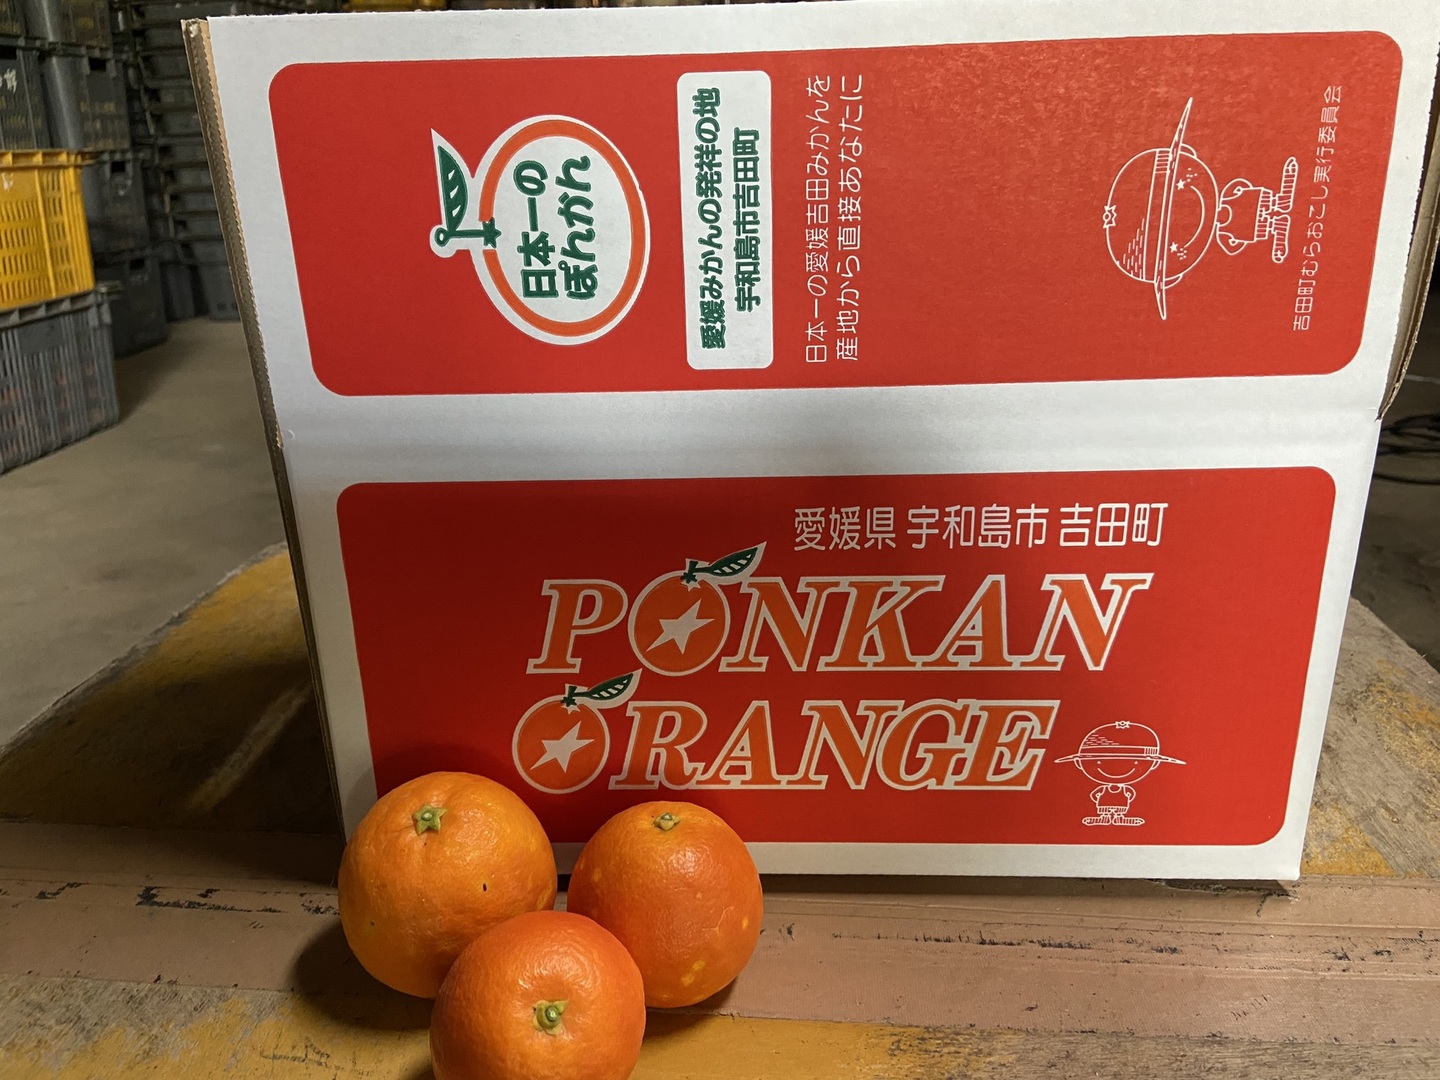 日本一の
ぽんかん
愛媛みかんの発祥の地
宇和島市吉田町
日本一の愛媛吉田みかんを
産地から直接あなたに
吉田町むらおこし実行委員会
愛媛県 宇和島市 吉田町
PONKAN
ORANGE